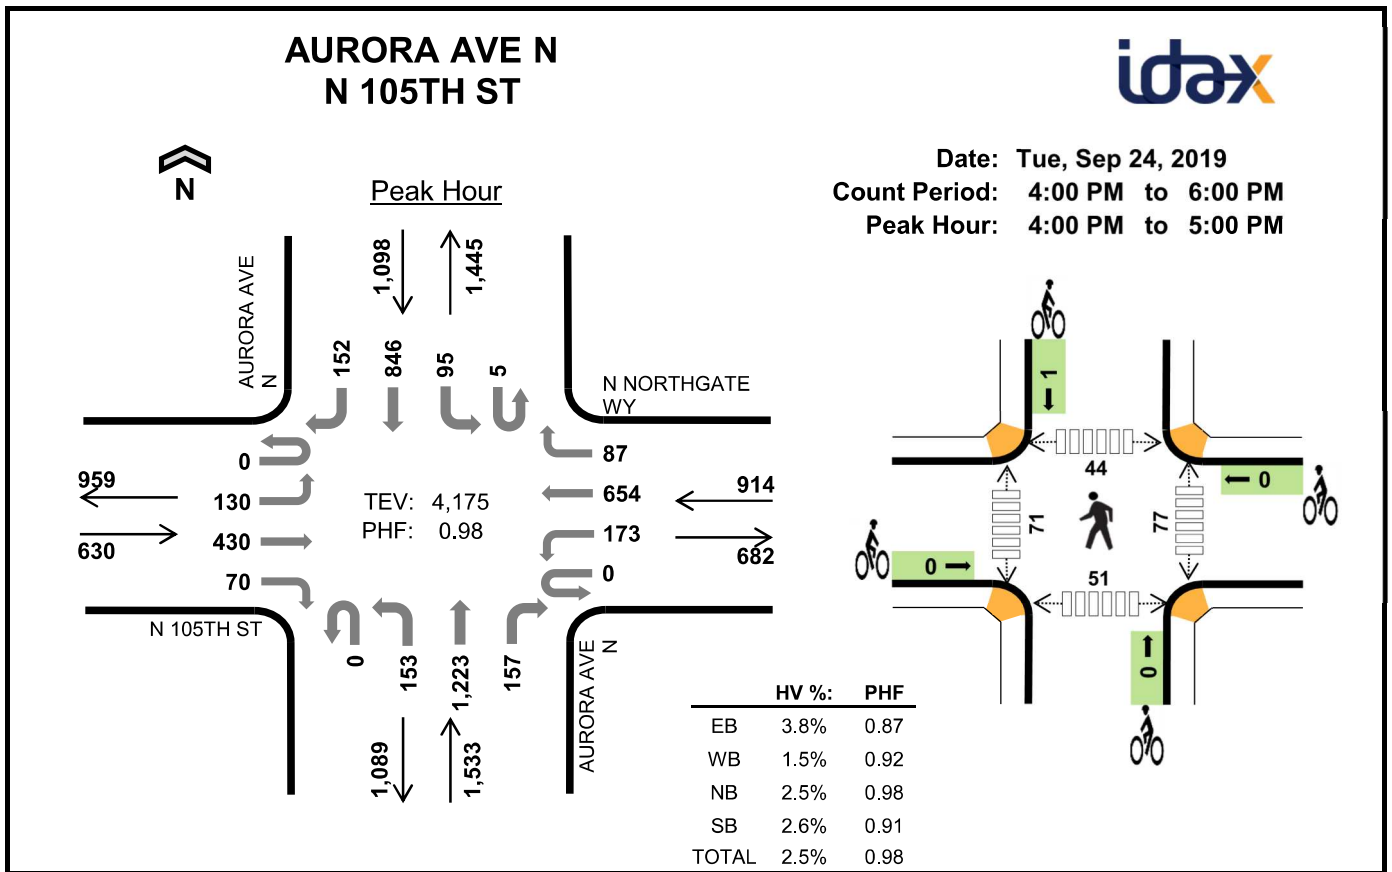 AURORA AVE N
N 105TH ST
idax
N
Date: Tue, Sep 24, 2019
Count Period: 4:00 PM to 6:00 PM
Peak Hour: 4:00 PM to 5:00 PM
Peak Hour
1,098
1,445
AURORA AVE
N
152
846
95
5
N NORTHGATE
WY
0
130
430
70
959
630
TEV: 4,175
PHF: 0.98
87
654
173
0
914
682
N 105TH ST
0
153
1,223
157
AURORA AVE
N
1,089
1,533
1
44
0
71
77
0
51
0
HV %: PHF
EB 3.8% 0.87
WB 1.5% 0.92
NB 2.5% 0.98
SB 2.6% 0.91
TOTAL 2.5% 0.98